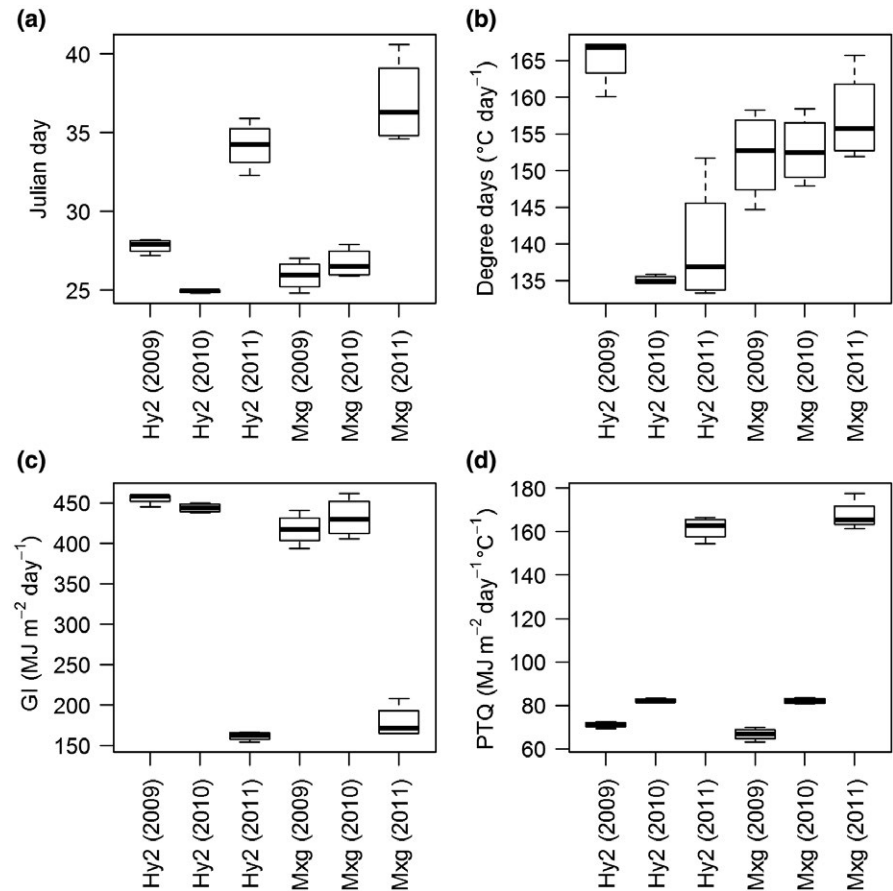 (a)
Julian day
40
35
30
25
Hy2 (2009)
Hy2 (2010)
Hy2 (2011)
Mxg (2009)
Mxg (2010)
Mxg (2011)
(b)
Degree days (°C day⁻¹)
165
160
155
150
145
140
135
Hy2 (2009)
Hy2 (2010)
Hy2 (2011)
Mxg (2009)
Mxg (2010)
Mxg (2011)
(c)
GI (MJ m⁻² day⁻¹)
450
400
350
300
250
200
150
Hy2 (2009)
Hy2 (2010)
Hy2 (2011)
Mxg (2009)
Mxg (2010)
Mxg (2011)
(d)
PTQ (MJ m⁻² day⁻¹ °C⁻¹)
180
160
140
120
100
80
60
Hy2 (2009)
Hy2 (2010)
Hy2 (2011)
Mxg (2009)
Mxg (2010)
Mxg (2011)